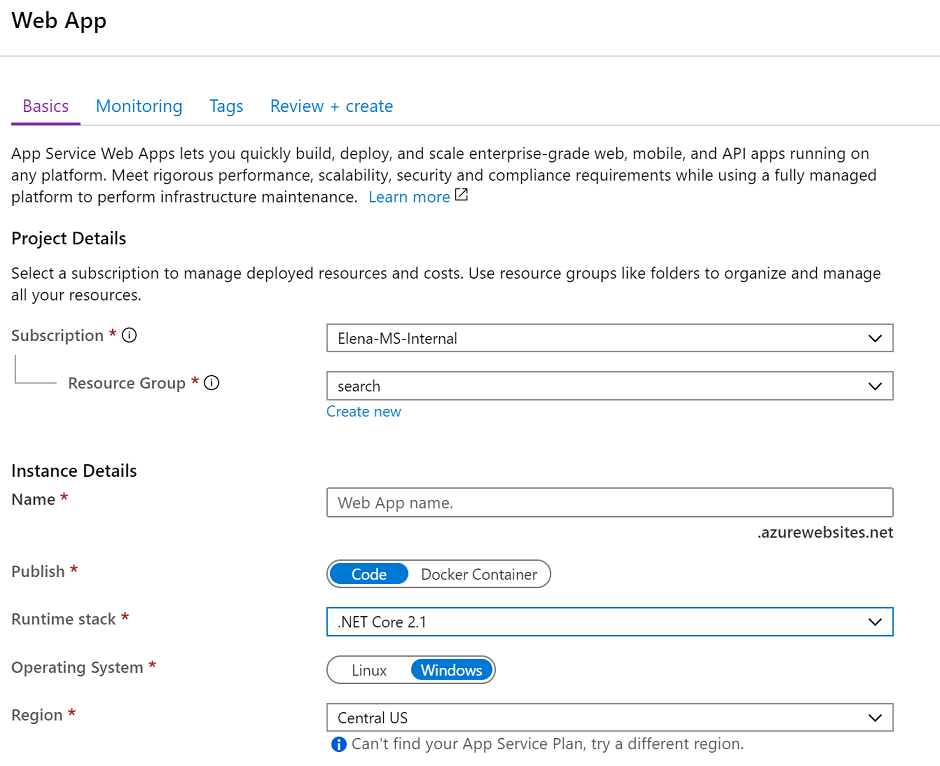 Web App
Basics Monitoring Tags Review + create
App Service Web Apps lets you quickly build, deploy, and scale enterprise-grade web, mobile, and API apps running on
any platform. Meet rigorous performance, scalability, security and compliance requirements while using a fully managed
platform to perform infrastructure maintenance. Learn more
Project Details
Select a subscription to manage deployed resources and costs. Use resource groups like folders to organize and manage
all your resources.
Subscription * Elena-MS-Internal
Resource Group * search
Create new
Instance Details
Name * Web App name.
.azurewebsites.net
Publish * Code Docker Container
Runtime stack * .NET Core 2.1
Operating System * Linux Windows
Region * Central US
Can't find your App Service Plan, try a different region.